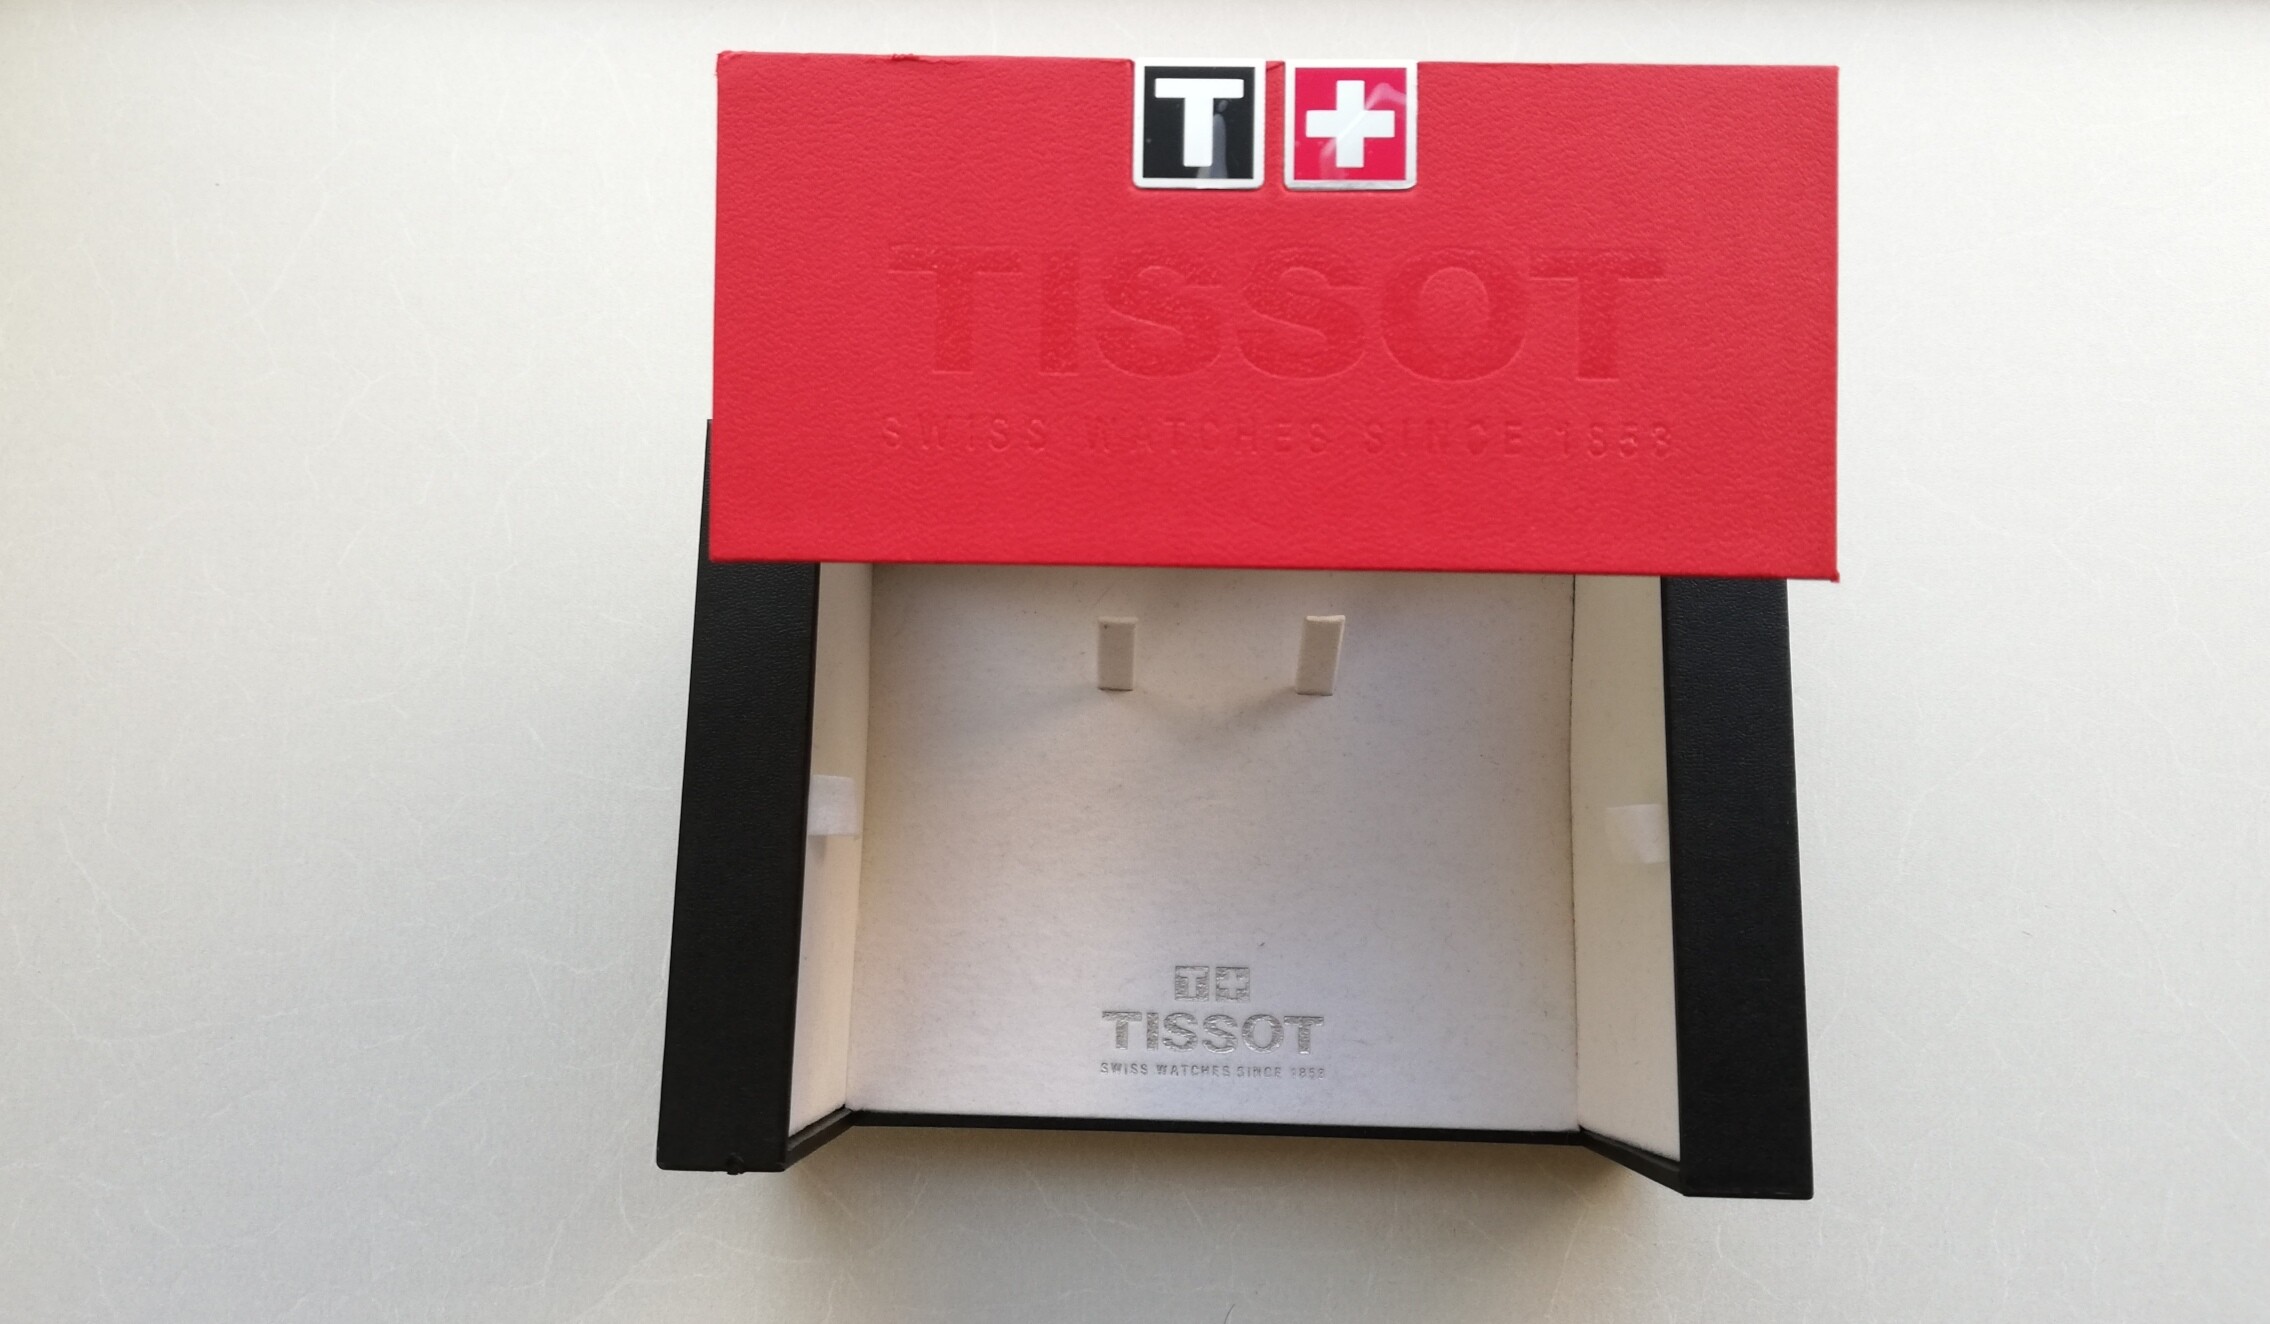 T+
TISSOT
SWISS WATCHES SINCE 1853
T+
TISSOT
SWISS WATCHES SINCE 1853